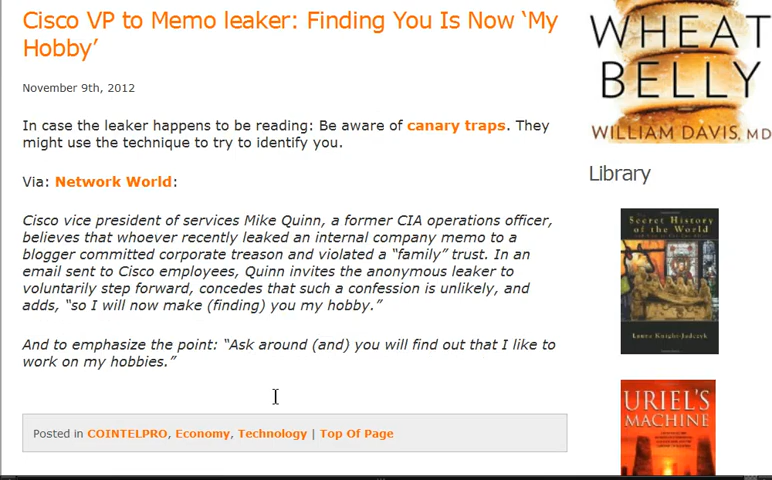 Cisco VP to Memo leaker: Finding You Is Now ‘My
Hobby’
November 9th, 2012
In case the leaker happens to be reading: Be aware of canary traps. They
might use the technique to try to identify you.
Via: Network World:
Cisco vice president of services Mike Quinn, a former CIA operations officer,
believes that whoever recently leaked an internal company memo to a
blogger committed corporate treason and violated a “family” trust. In an
email sent to Cisco employees, Quinn invites the anonymous leaker to
voluntarily step forward, concedes that such a confession is unlikely, and
adds, “so I will now make (finding) you my hobby.”
And to emphasize the point: “Ask around (and) you will find out that I like to
work on my hobbies.”
Posted in COINTELPRO, Economy, Technology | Top Of Page
WHEAT
BELLY
WILLIAM DAVIS, MD
Library
Secret History
of the World
Laura Knight-Jadczyk
URIEL'S
MACHINE